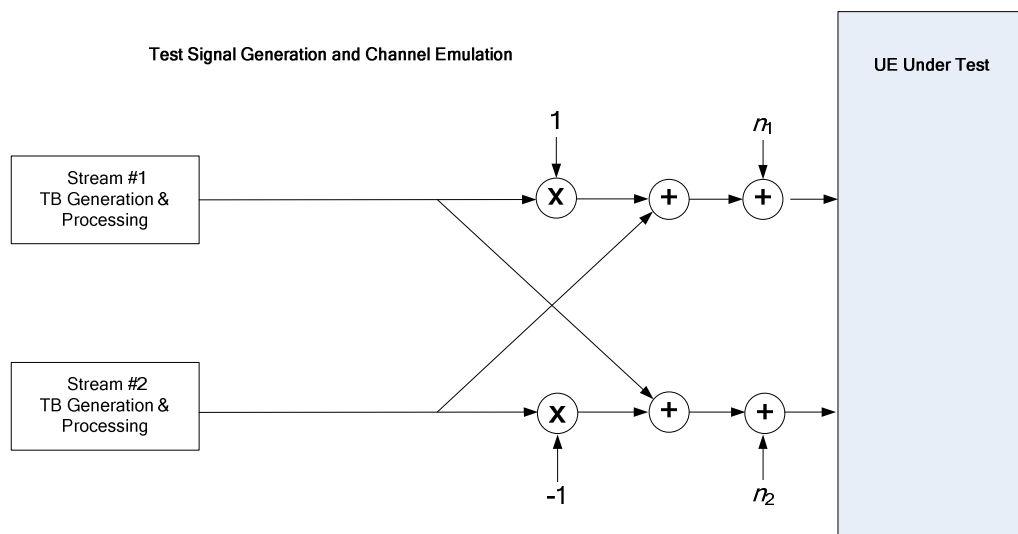 Test Signal Generation and Channel Emulation
UE Under Test
1
n1
Stream #1
TB Generation &
Processing
X
+
+
Stream #2
TB Generation &
Processing
X
+
+
-1
n2